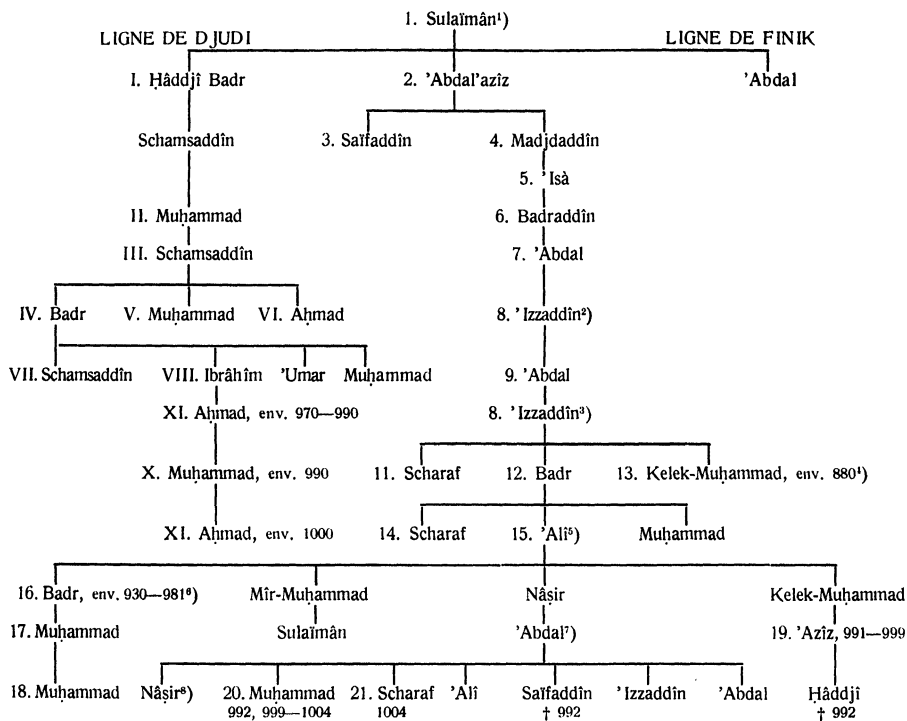 1. Sulaïmân¹)
LIGNE DE DJUDI LIGNE DE FINIK
I. Ḥâddjî Badr 2. ’Abdal’azîz ’Abdal
Schamsaddîn 3. Saïfaddîn 4. Madjdaddîn
5. ’Isà
II. Muḥammad 6. Badraddîn
III. Schamsaddîn 7. ’Abdal
IV. Badr V. Muḥammad VI. Aḥmad 8. ’Izzaddîn²)
VII. Schamsaddîn VIII. Ibrâhîm ’Umar Muḥammad 9. ’Abdal
XI. Aḥmad, env. 970—990 8. ’Izzaddîn³)
X. Muḥammad, env. 990 11. Scharaf 12. Badr 13. Kelek-Muḥammad, env. 880⁴)
XI. Aḥmad, env. 1000 14. Scharaf 15. ’Alî⁵) Muḥammad
16. Badr, env. 930—981⁶) Mîr-Muḥammad Nâṣir Kelek-Muḥammad
17. Muḥammad Sulaïmân ’Abdal⁷) 19. ’Azîz, 991—999
18. Muḥammad Nâṣir⁸) 20. Muḥammad 21. Scharaf ’Alî Saïfaddîn ’Izzaddîn ’Abdal Ḥâddjî
992, 999—1004 1004 † 992 † 992